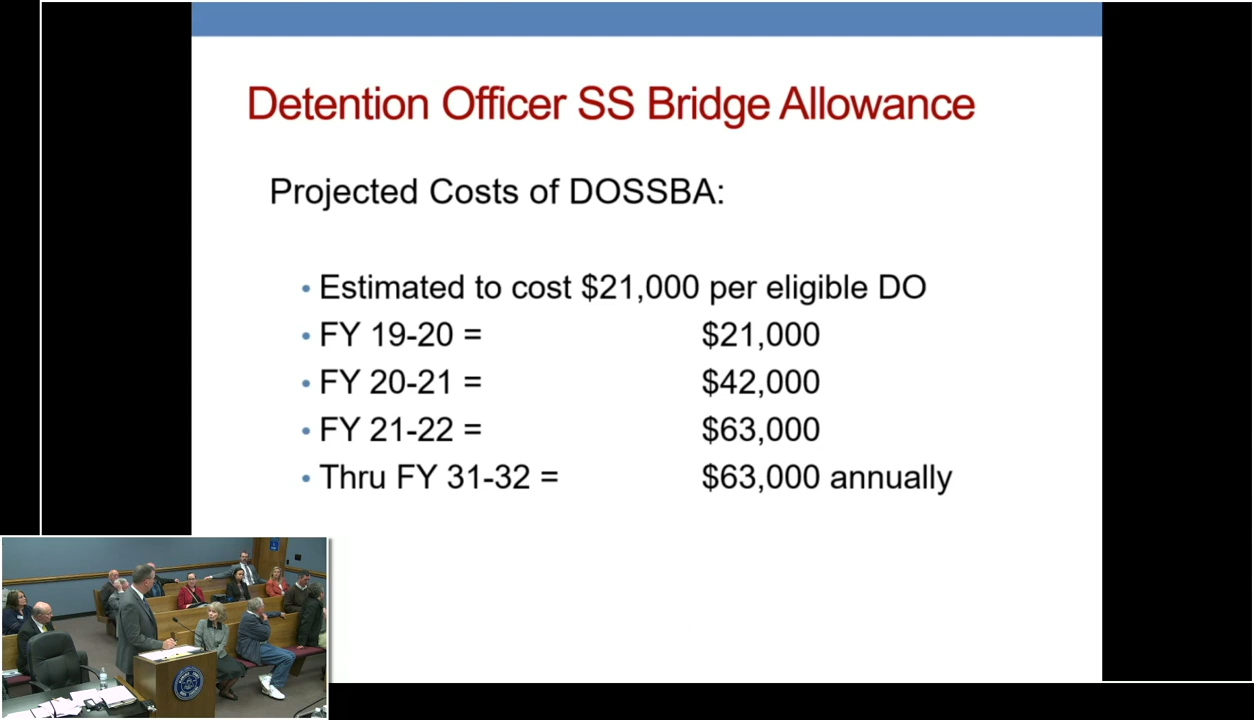 Detention Officer SS Bridge Allowance
Projected Costs of DOSSBA:
• Estimated to cost $21,000 per eligible DO
• FY 19-20 = $21,000
• FY 20-21 = $42,000
• FY 21-22 = $63,000
• Thru FY 31-32 = $63,000 annually